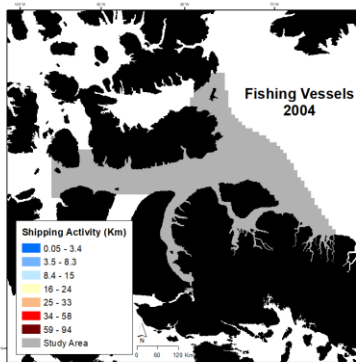 Fishing Vessels
2004
Shipping Activity (Km)
0.05 - 3.4
3.5 - 8.3
8.4 - 15
16 - 24
25 - 33
34 - 58
59 - 94
Study Area
N
0 60 120 Km